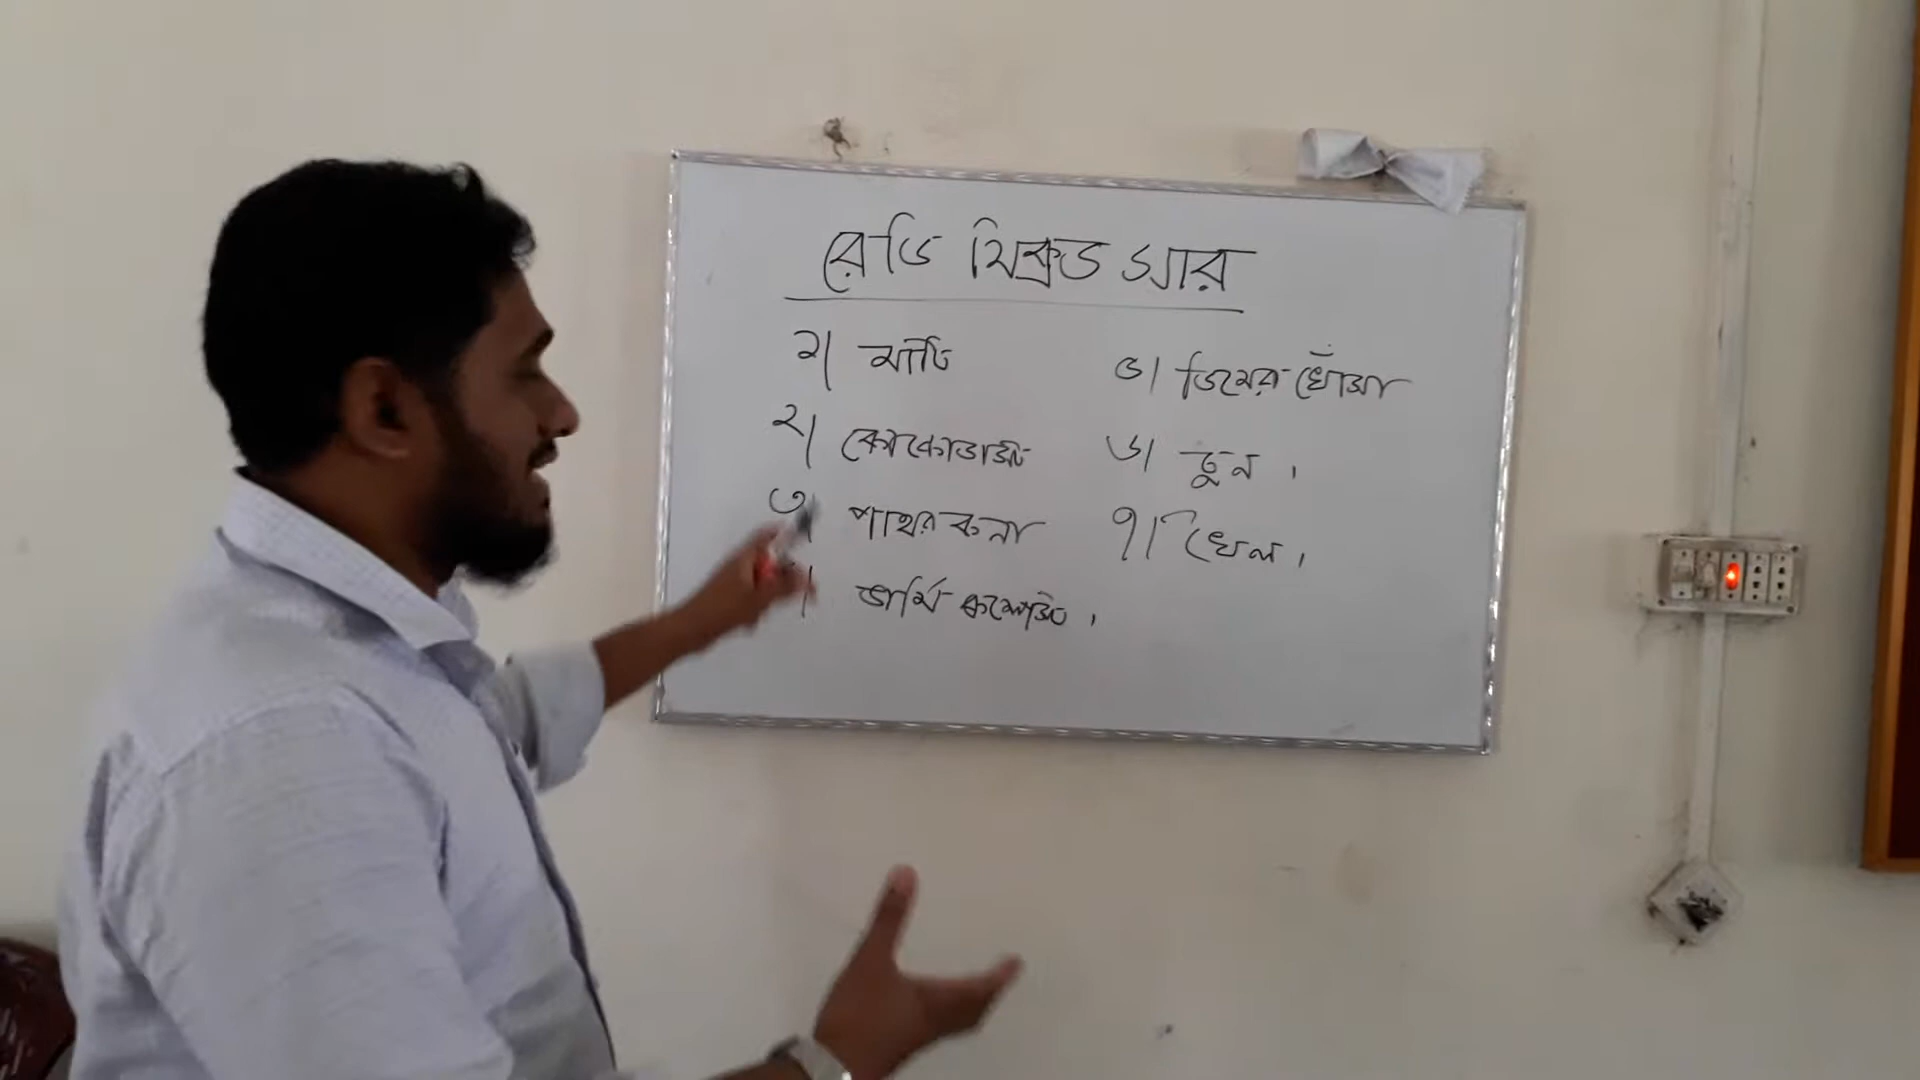 রেডি মিক্সড স্যার
১| মাটি
২| কোকোডাস্ট
৩| পাথর কনা
| ভার্মি কম্পোস্ট ।
৫| ডিমের খোঁসা
৬| চুন ।
৭| খৈল ।